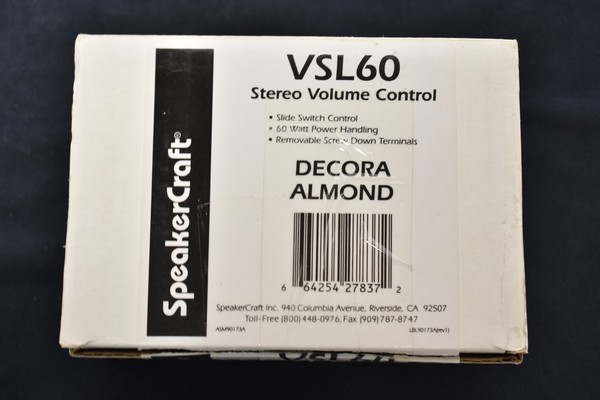 SpeakerCraft®
VSL60
Stereo Volume Control
• Slide Switch Control
• 60 Watt Power Handling
• Removable Screw Down Terminals
DECORA
ALMOND
6 64254 27837 2
SpeakerCraft Inc. 940 Columbia Avenue, Riverside, CA 92507
Toll-Free (800) 448-0976, Fax (909) 787-8747
ASM90173A LBL90173A(rev1)